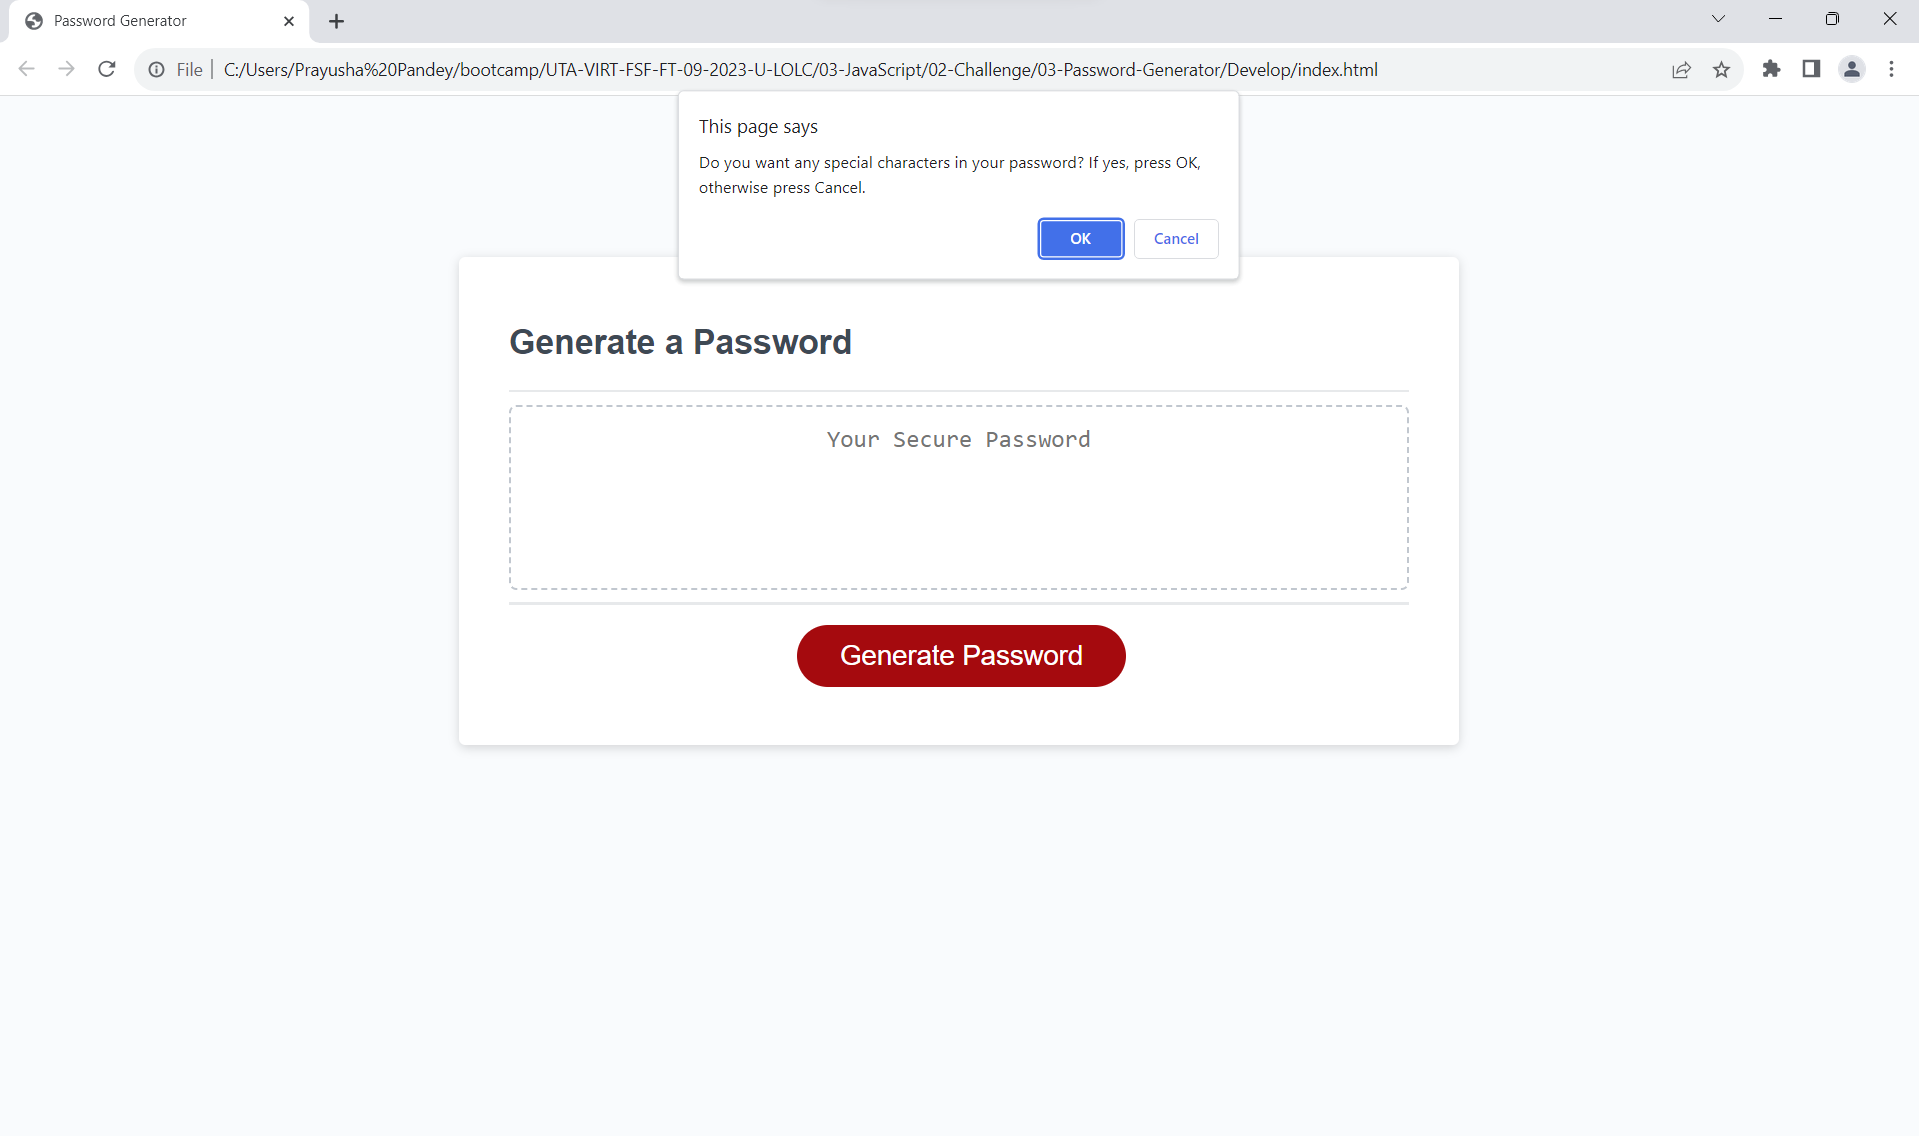 Password Generator
File | C:/Users/Prayusha%20Pandey/bootcamp/UTA-VIRT-FSF-FT-09-2023-U-LOLC/03-JavaScript/02-Challenge/03-Password-Generator/Develop/index.html
This page says
Do you want any special characters in your password? If yes, press OK,
otherwise press Cancel.
OK Cancel
Generate a Password
Your Secure Password
Generate Password